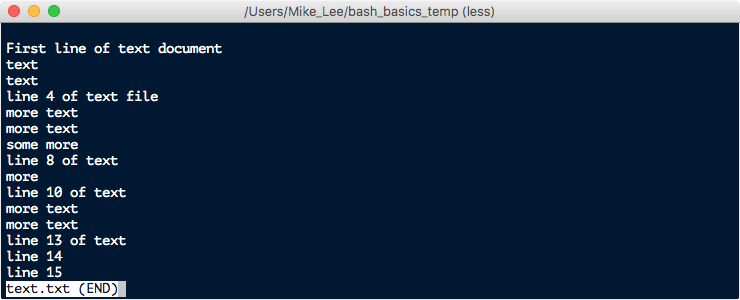 /Users/Mike_Lee/bash_basics_temp (less)
First line of text document
text
text
line 4 of text file
more text
more text
some more
line 8 of text
more
line 10 of text
more text
more text
line 13 of text
line 14
line 15
text.txt (END)